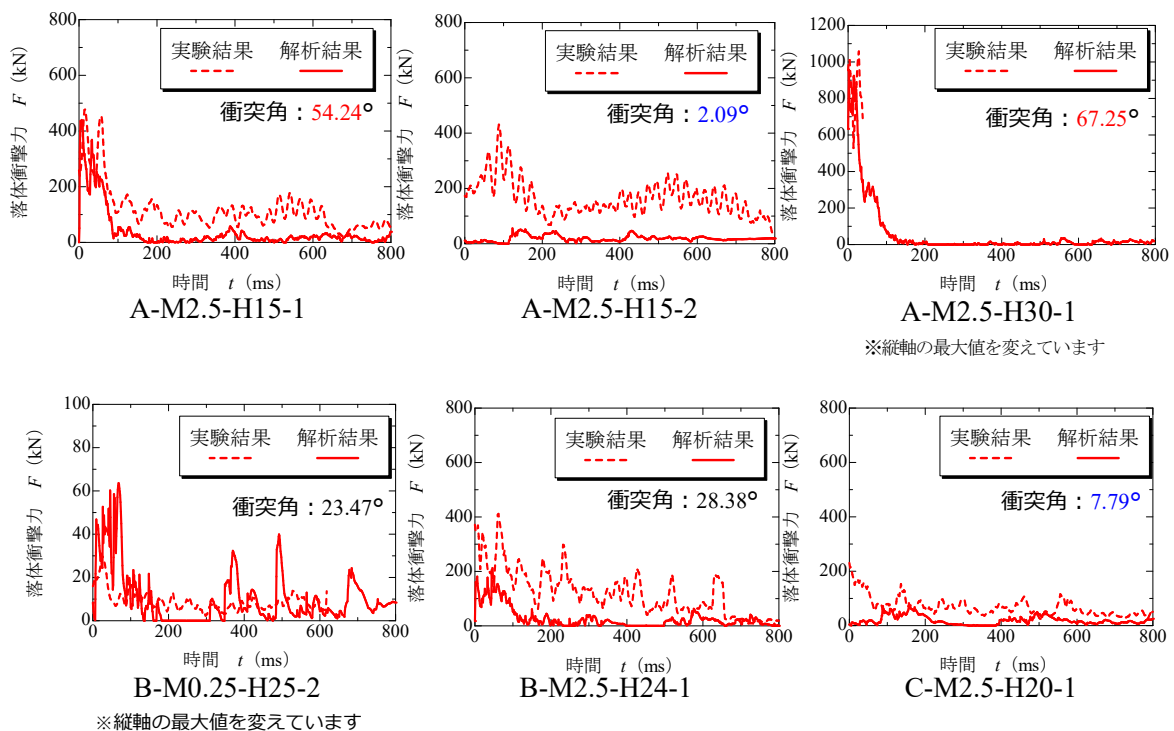 800
600
400
200
0
落体衝撃力 F (kN)
実験結果 解析結果
衝突角：54.24°
0 200 400 600 800
時間 t (ms)
A-M2.5-H15-1
800
600
400
200
0
落体衝撃力 F (kN)
実験結果 解析結果
衝突角：2.09°
0 200 400 600 800
時間 t (ms)
A-M2.5-H15-2
1200
1000
800
600
400
200
0
落体衝撃力 F (kN)
実験結果 解析結果
衝突角：67.25°
0 200 400 600 800
時間 t (ms)
A-M2.5-H30-1
※縦軸の最大値を変えています
100
80
60
40
20
0
落体衝撃力 F (kN)
実験結果 解析結果
衝突角：23.47°
0 200 400 600 800
時間 t (ms)
B-M0.25-H25-2
※縦軸の最大値を変えています
800
600
400
200
0
落体衝撃力 F (kN)
実験結果 解析結果
衝突角：28.38°
0 200 400 600 800
時間 t (ms)
B-M2.5-H24-1
800
600
400
200
0
落体衝撃力 F (kN)
実験結果 解析結果
衝突角：7.79°
0 200 400 600 800
時間 t (ms)
C-M2.5-H20-1